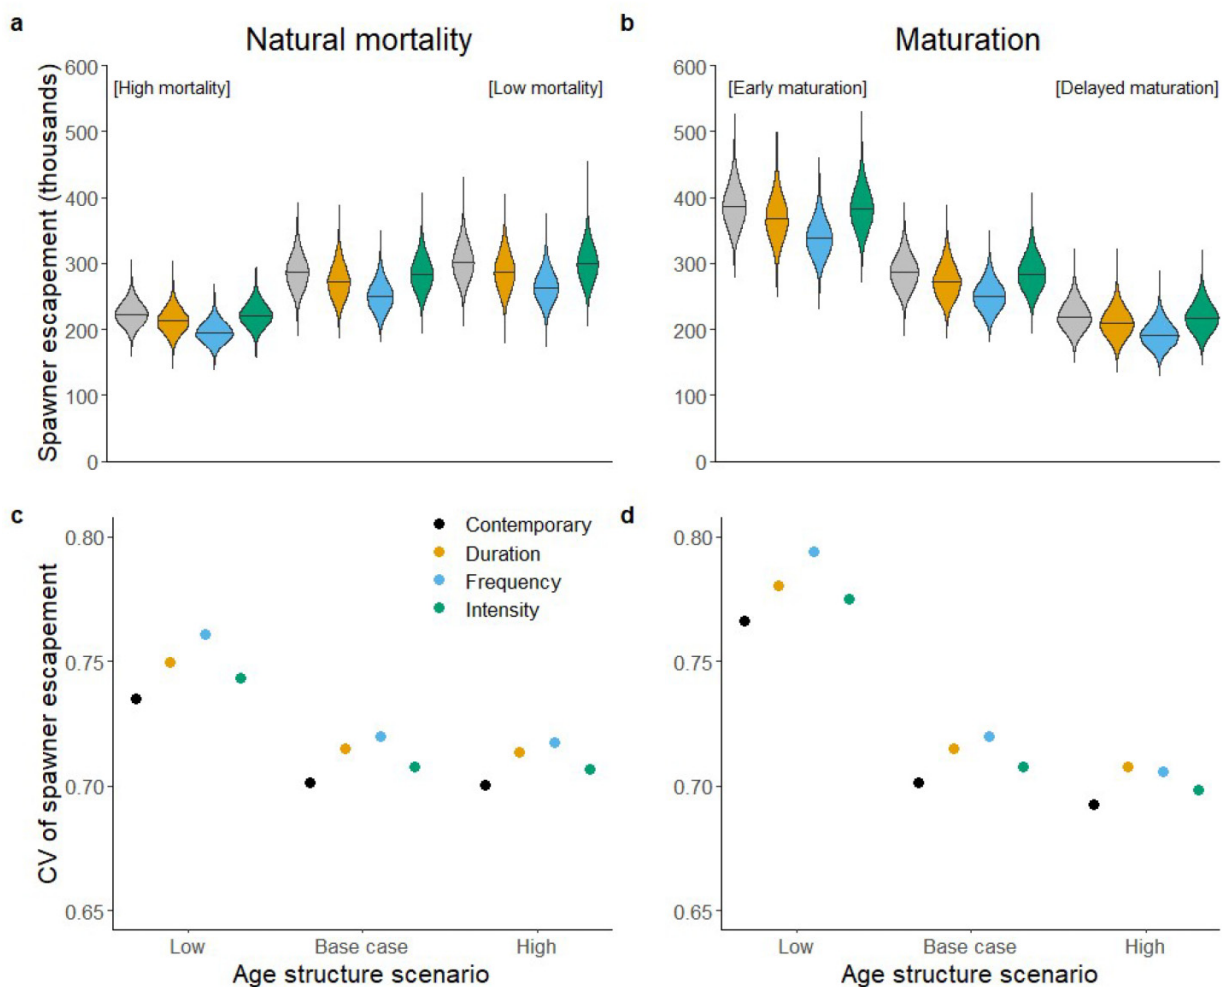 a
Natural mortality
b
Maturation
Spawner escapement (thousands)
600
500
400
300
200
100
0
[High mortality]
[Low mortality]
600
500
400
300
200
100
0
[Early maturation]
[Delayed maturation]
c
CV of spawner escapement
0.80
0.75
0.70
0.65
Contemporary
Duration
Frequency
Intensity
Low
Base case
High
Age structure scenario
d
0.80
0.75
0.70
0.65
Low
Base case
High
Age structure scenario